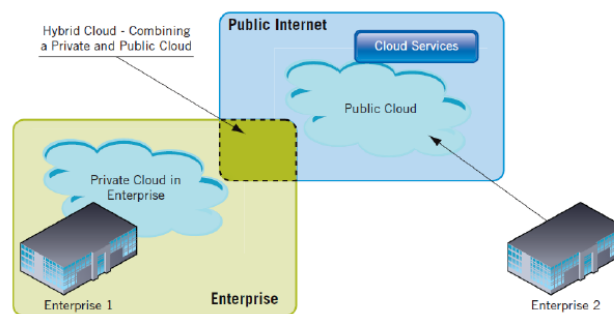 Hybrid Cloud - Combining
a Private and Public Cloud
Public Internet
Cloud Services
Public Cloud
Private Cloud in
Enterprise
Enterprise 1
Enterprise
Enterprise 2